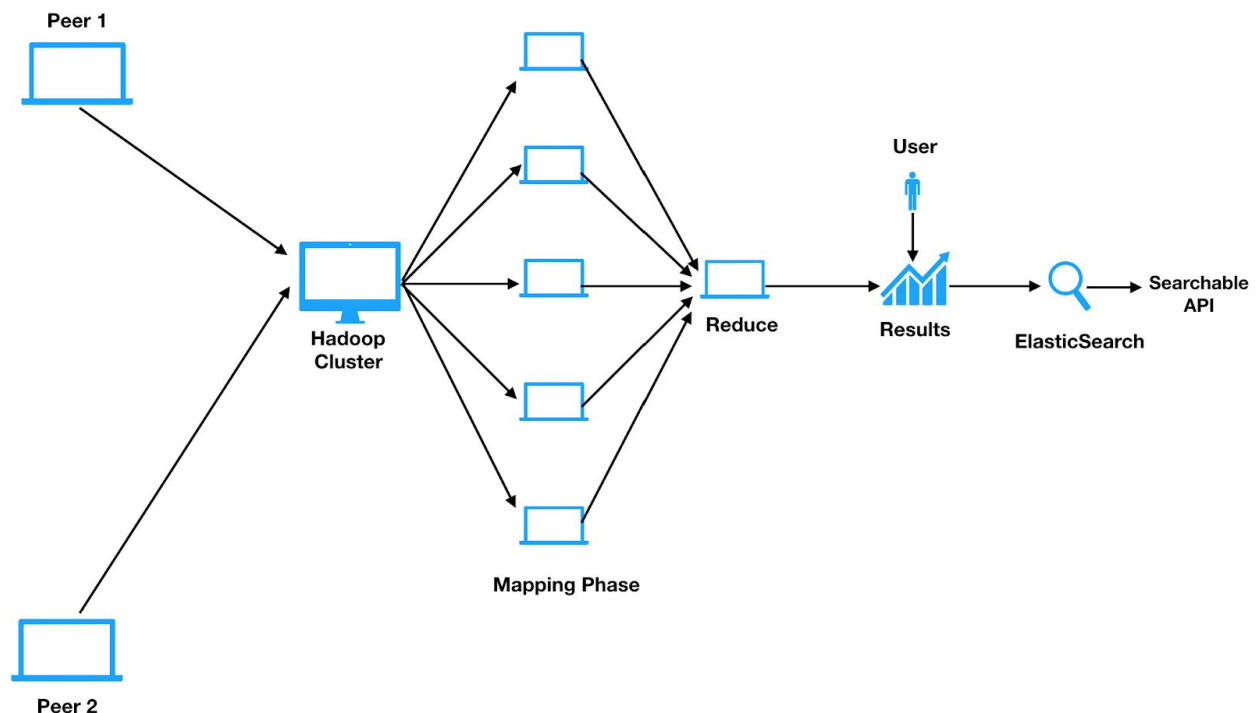 Peer 1
User
Hadoop
Cluster
Reduce
Results
ElasticSearch
Searchable
API
Mapping Phase
Peer 2